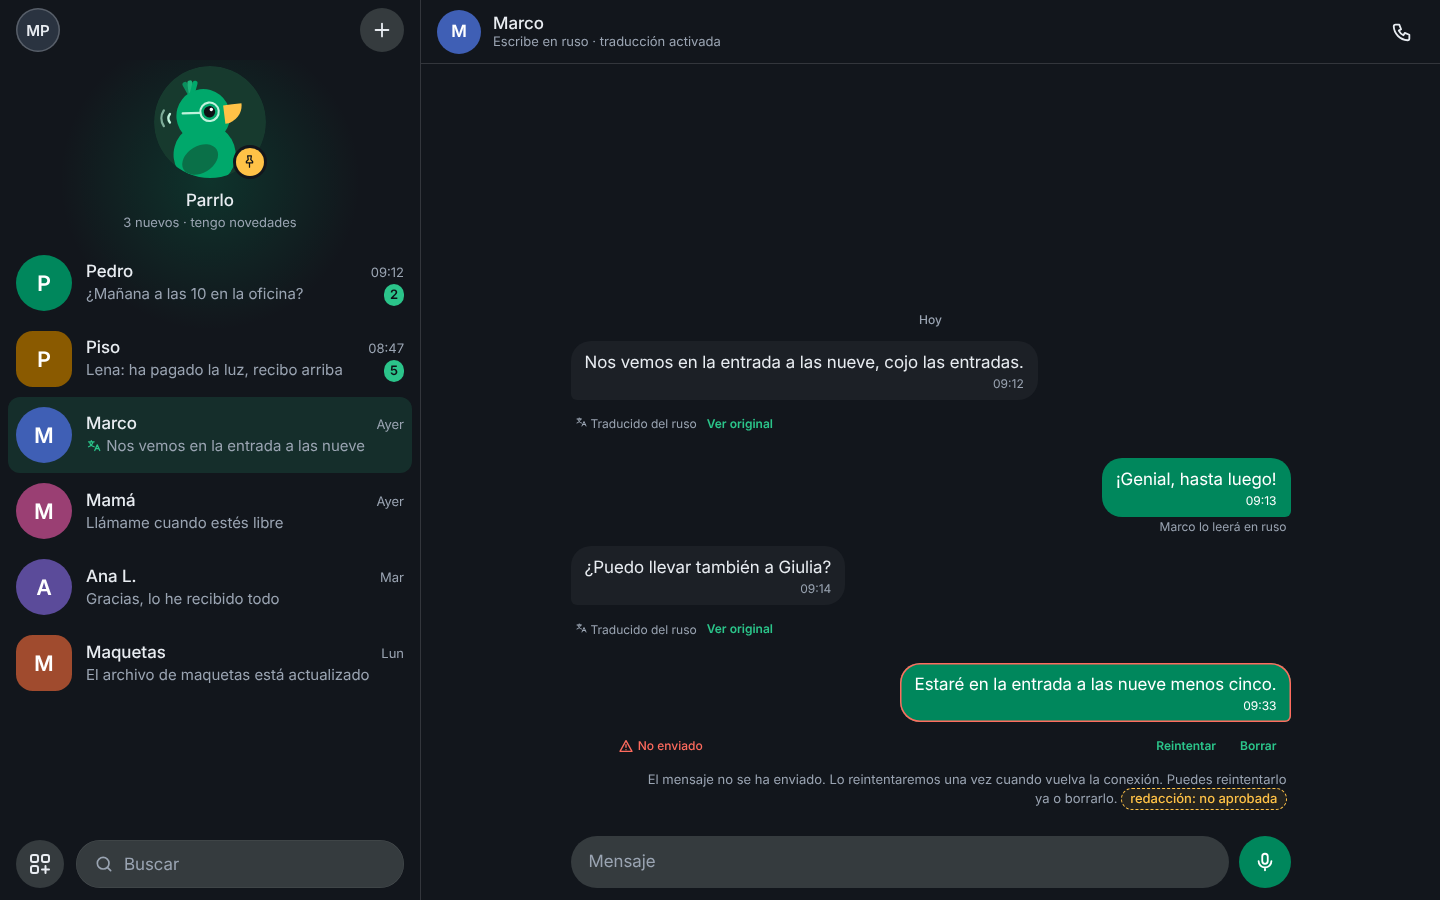 MP
Parrlo
3 nuevos · tengo novedades
P
Pedro
09:12
¿Mañana a las 10 en la oficina?
2
P
Piso
08:47
Lena: ha pagado la luz, recibo arriba
5
M
Marco
Ayer
Nos vemos en la entrada a las nueve
M
Mamá
Ayer
Llámame cuando estés libre
A
Ana L.
Mar
Gracias, lo he recibido todo
M
Maquetas
Lun
El archivo de maquetas está actualizado
Buscar
M
Marco
Escribe en ruso · traducción activada
Hoy
Nos vemos en la entrada a las nueve, cojo las entradas.
09:12
Traducido del ruso Ver original
¡Genial, hasta luego!
09:13
Marco lo leerá en ruso
¿Puedo llevar también a Giulia?
09:14
Traducido del ruso Ver original
Estaré en la entrada a las nueve menos cinco.
09:33
No enviado
Reintentar Borrar
El mensaje no se ha enviado. Lo reintentaremos una vez cuando vuelva la conexión. Puedes reintentarlo
ya o borrarlo. redacción: no aprobada
Mensaje